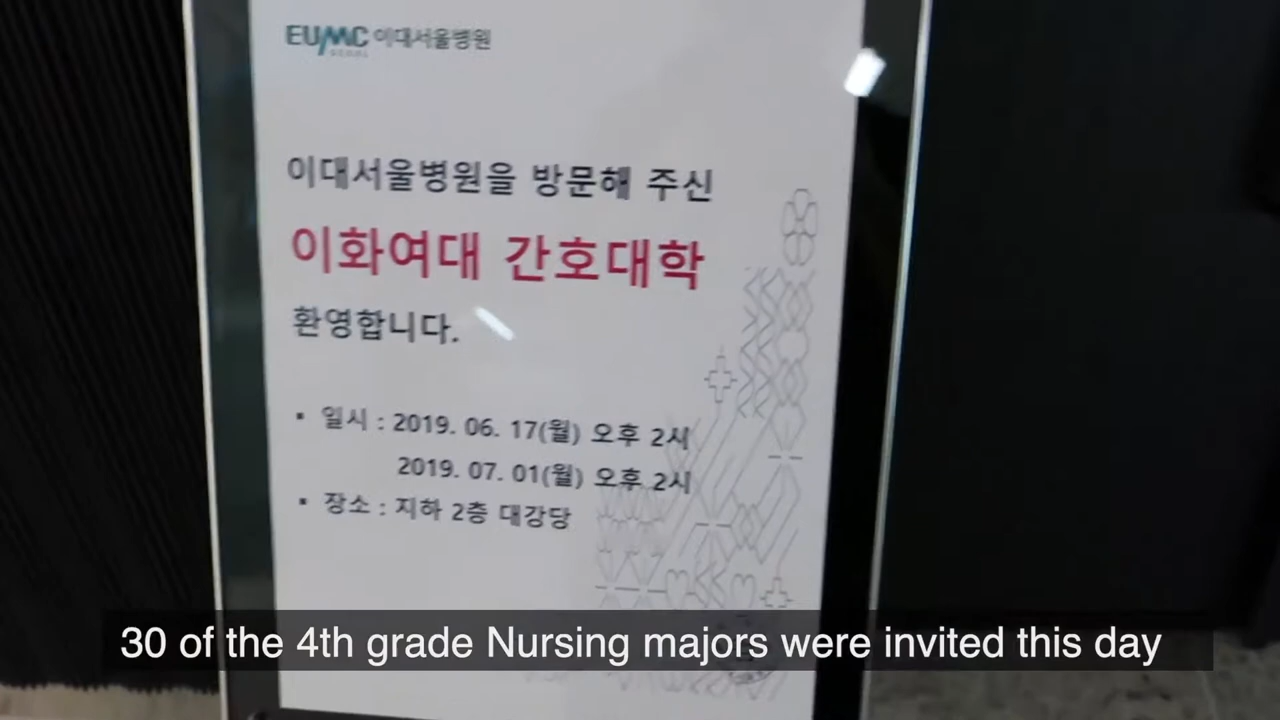 EUMC 이대서울병원
SEOUL
이대서울병원을 방문해 주신
이화여대 간호대학
환영합니다.
▪ 일시 : 2019. 06. 17(월) 오후 2시
2019. 07. 01(월) 오후 2시
▪ 장소 : 지하 2층 대강당
30 of the 4th grade Nursing majors were invited this day